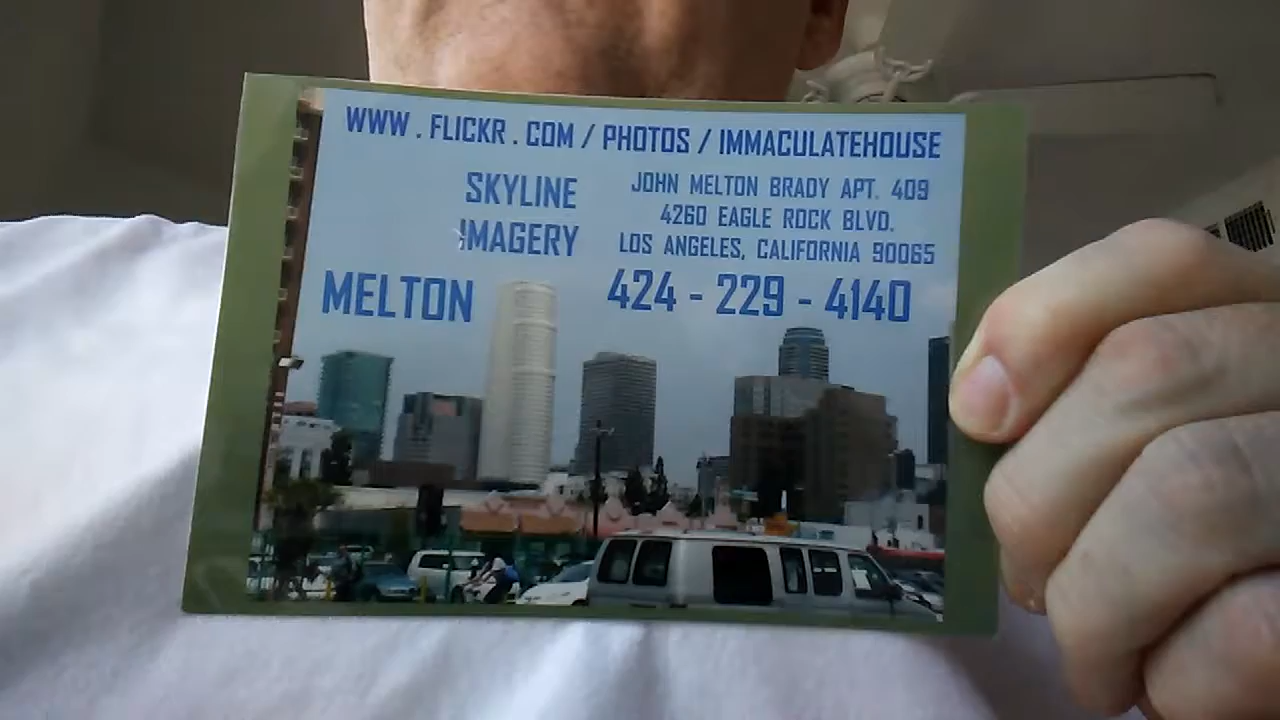 WWW . FLICKR . COM / PHOTOS / IMMACULATEHOUSE
SKYLINE
IMAGERY
MELTON
JOHN MELTON BRADY APT. 409
4260 EAGLE ROCK BLVD.
LOS ANGELES, CALIFORNIA 90065
424 - 229 - 4140